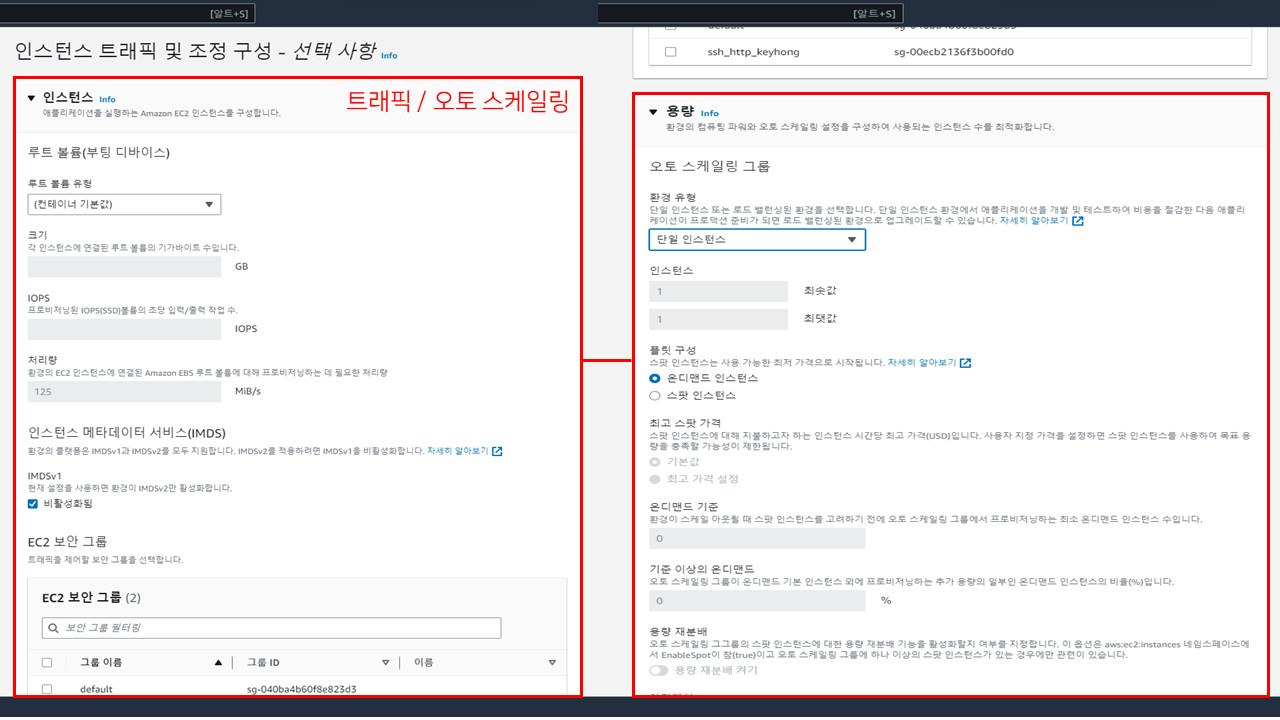 [알트+S]
인스턴스 트래픽 및 조정 구성 - 선택 사항 Info
트래픽 / 오토 스케일링
▼ 인스턴스 Info
애플리케이션을 실행하는 Amazon EC2 인스턴스를 구성합니다.
루트 볼륨(부팅 디바이스)
루트 볼륨 유형
(컨테이너 기본값)
크기
각 인스턴스에 연결된 루트 볼륨의 기가바이트 수입니다.
GB
IOPS
프로비저닝된 IOPS(SSD)볼륨의 초당 입력/출력 작업 수.
IOPS
처리량
환경의 EC2 인스턴스에 연결된 Amazon EBS 루트 볼륨에 대해 프로비저닝하는 데 필요한 처리량
125 MiB/s
인스턴스 메타데이터 서비스(IMDS)
환경의 플랫폼은 IMDSv1과 IMDSv2를 모두 지원합니다. IMDSv2를 적용하려면 IMDSv1을 비활성화합니다. 자세히 알아보기
IMDSv1
현재 설정을 사용하면 환경이 IMDSv2만 활성화합니다.
비활성화됨
EC2 보안 그룹
트래픽을 제어할 보안 그룹을 선택합니다.
EC2 보안 그룹 (2)
보안 그룹 필터링
그룹 이름 그룹 ID 이름
default sg-040ba4b60f8e823d3
[알트+S]
default sg-040ba4b60f8e823d3
ssh_http_keyhong sg-00ecb2136f3b00fd0
▼ 용량 Info
환경의 컴퓨팅 파워와 오토 스케일링 설정을 구성하여 사용되는 인스턴스 수를 최적화합니다.
오토 스케일링 그룹
환경 유형
단일 인스턴스 또는 로드 밸런싱된 환경을 선택합니다. 단일 인스턴스 환경에서 애플리케이션을 개발 및 테스트하여 비용을 절감한 다음 애플리
케이션이 프로덕션 준비가 되면 로드 밸런싱된 환경으로 업그레이드할 수 있습니다. 자세히 알아보기
단일 인스턴스
인스턴스
1 최솟값
1 최댓값
플릿 구성
스팟 인스턴스는 사용 가능한 최저 가격으로 시작됩니다. 자세히 알아보기
온디맨드 인스턴스
스팟 인스턴스
최고 스팟 가격
스팟 인스턴스에 대해 지불하고자 하는 인스턴스 시간당 최고 가격(USD)입니다. 사용자 지정 가격을 설정하면 스팟 인스턴스를 사용하여 목표 용
량을 충족할 가능성이 제한됩니다.
기본값
최고 가격 설정
온디맨드 기준
환경이 스케일 아웃될 때 스팟 인스턴스를 고려하기 전에 오토 스케일링 그룹에서 프로비저닝하는 최소 온디맨드 인스턴스 수입니다.
0
기준 이상의 온디맨드
오토 스케일링 그룹이 온디맨드 기본 인스턴스 외에 프로비저닝하는 추가 용량의 일부인 온디맨드 인스턴스의 비율(%)입니다.
0 %
용량 재분배
오토 스케일링 그그룹의 스팟 인스턴스에 대한 용량 재분배 기능을 활성화할지 여부를 지정합니다. 이 옵션은 aws:ec2:instances 네임스페이스에
서 EnableSpot이 참(true)이고 오토 스케일링 그룹에 하나 이상의 스팟 인스턴스가 있는 경우에만 관련이 있습니다.
용량 재분배 켜기